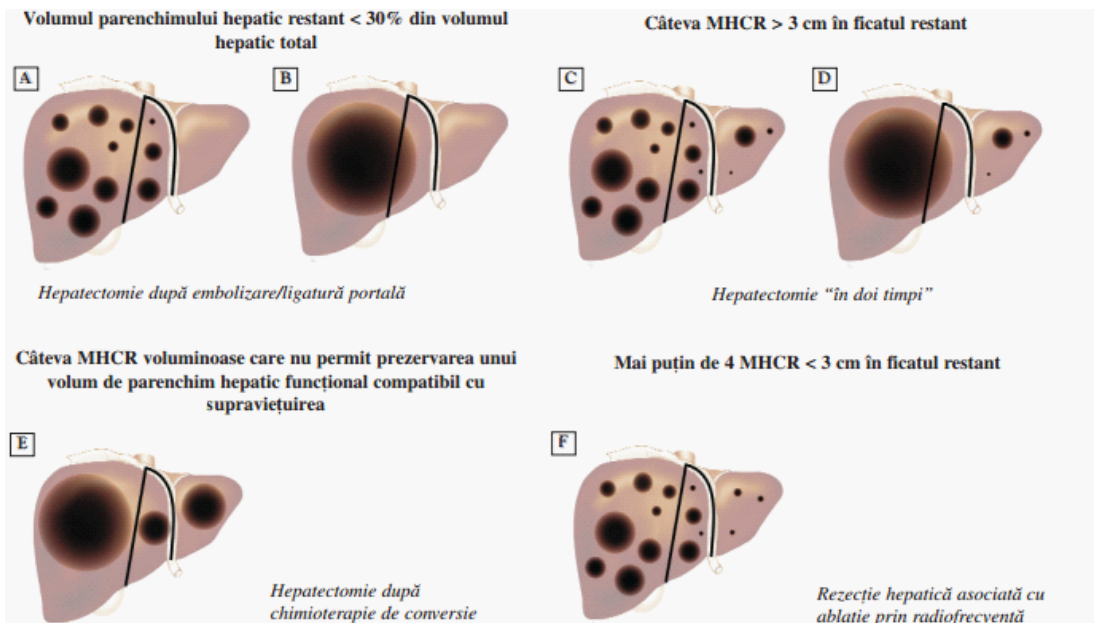 Volumul parenchimului hepatic restant < 30% din volumul
hepatic total
Câteva MHCR > 3 cm în ficatul restant
A
B
C
D
Hepatectomie după embolizare/ligatură portală
Hepatectomie “în doi timpi”
Câteva MHCR voluminoase care nu permit prezervarea unui
volum de parenchim hepatic funcțional compatibil cu
supraviețuirea
Mai puțin de 4 MHCR < 3 cm în ficatul restant
E
F
Hepatectomie după
chimioterapie de conversie
Rezecție hepatică asociată cu
ablație prin radiofrecvență